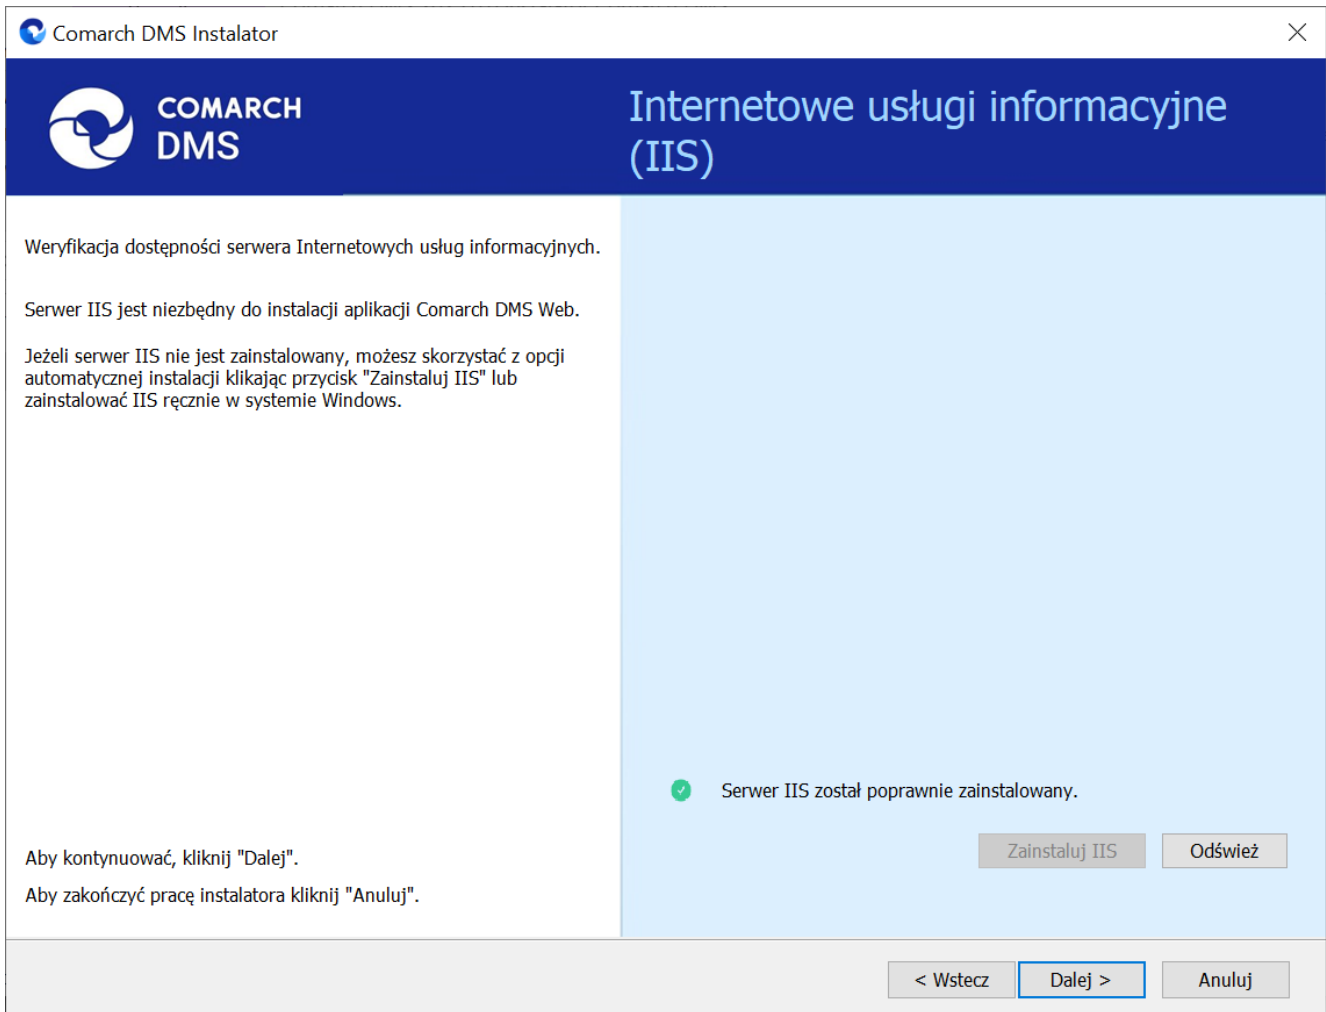 Comarch DMS Instalator
COMARCH
DMS
Internetowe usługi informacyjne
(IIS)
Weryfikacja dostępności serwera Internetowych usług informacyjnych.
Serwer IIS jest niezbędny do instalacji aplikacji Comarch DMS Web.
Jeżeli serwer IIS nie jest zainstalowany, możesz skorzystać z opcji
automatycznej instalacji klikając przycisk "Zainstaluj IIS" lub
zainstalować IIS ręcznie w systemie Windows.
Serwer IIS został poprawnie zainstalowany.
Zainstaluj IIS
Odśwież
Aby kontynuować, kliknij "Dalej".
Aby zakończyć pracę instalatora kliknij "Anuluj".
< Wstecz
Dalej >
Anuluj